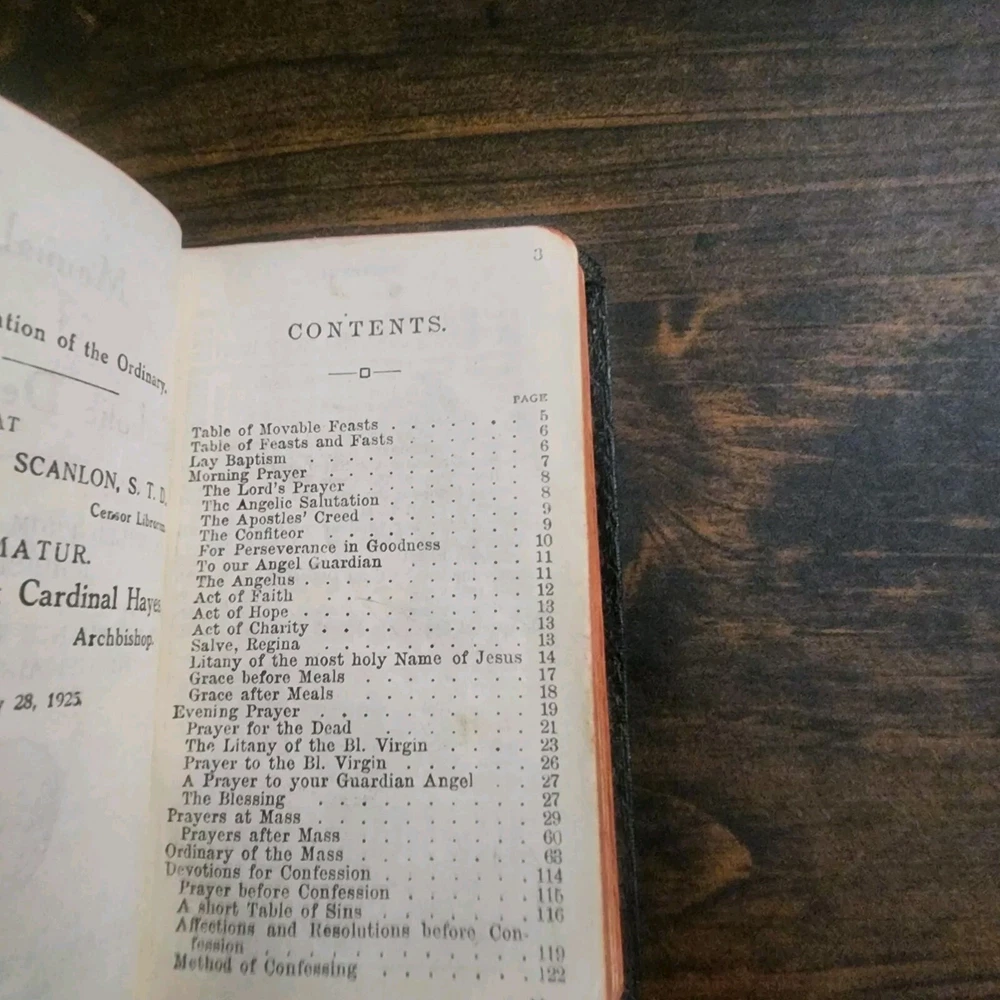 ation of the Ordinary.
AT
SCANLON, S. T. D.
Censor Librorum
MATUR.
Cardinal Hayes
Archbishop.
y 28, 1925.
3
CONTENTS.
PAGE
Table of Movable Feasts . . . . . . 5
Table of Feasts and Fasts . . . . . 6
Lay Baptism . . . . . . . . 6
Morning Prayer . . . . . . . . 7
The Lord's Prayer . . . . . . . 8
The Angelic Salutation . . . . . . 8
The Apostles' Creed . . . . . . 9
The Confiteor . . . . . . . . 9
For Perseverance in Goodness . . . 10
To our Angel Guardian . . . . . 11
The Angelus . . . . . . . . . 11
Act of Faith . . . . . . . . 12
Act of Hope . . . . . . . . . 13
Act of Charity . . . . . . . . 13
Salve, Regina . . . . . . . . 13
Litany of the most holy Name of Jesus 14
Grace before Meals . . . . . . . 17
Grace after Meals . . . . . . . 18
Evening Prayer . . . . . . . . 19
Prayer for the Dead . . . . . . 21
The Litany of the Bl. Virgin . . . . 23
Prayer to the Bl. Virgin . . . . . . 26
A Prayer to your Guardian Angel . . 27
The Blessing . . . . . . . . 27
Prayers at Mass . . . . . . . . 29
Prayers after Mass . . . . . . . 60
Ordinary of the Mass . . . . . . . 63
Devotions for Confession . . . . . . 114
Prayer before Confession . . . . . 115
A short Table of Sins . . . . . . 116
Affections and Resolutions before Con-
fession . . . . . . . . . . 119
Method of Confessing . . . . . . 122